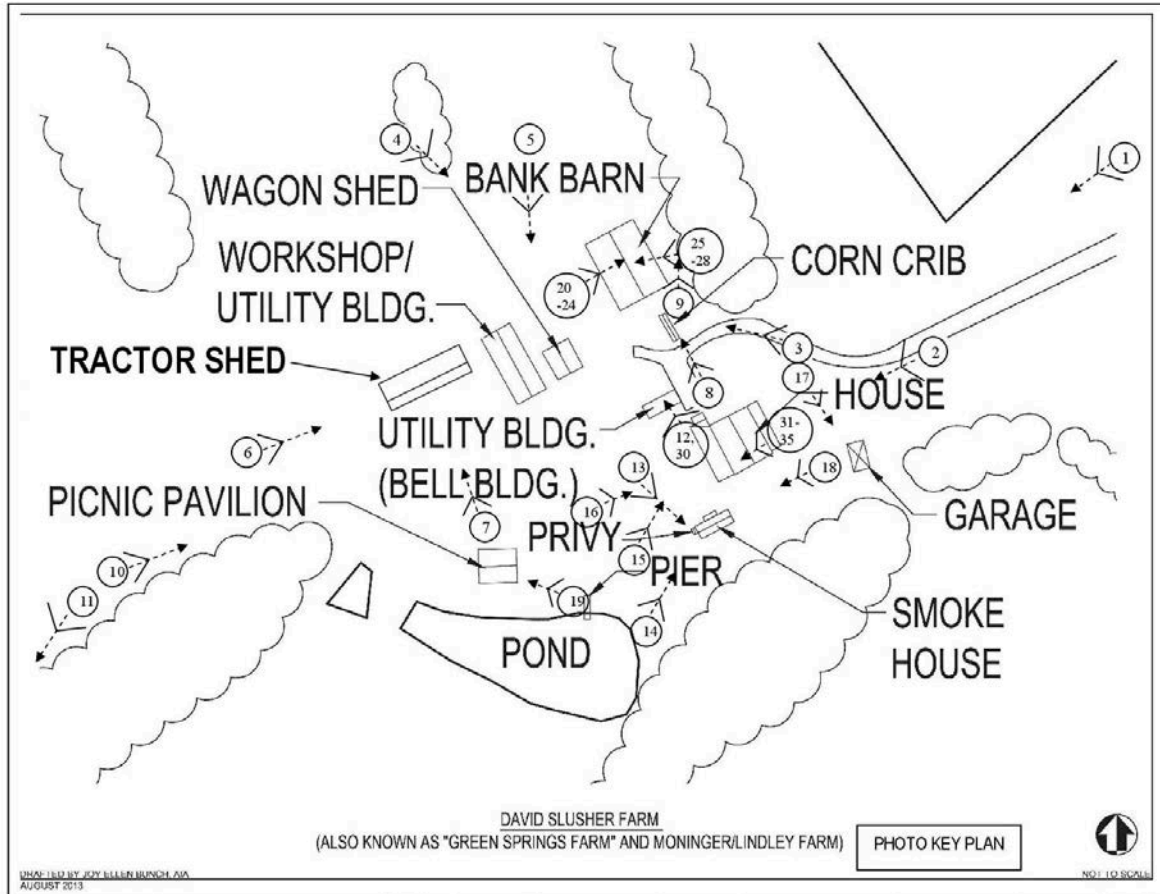 1
4
5
WAGON SHED
BANK BARN
WORKSHOP/
UTILITY BLDG.
25
-28
CORN CRIB
20
-24
9
TRACTOR SHED
3
2
8
17
HOUSE
UTILITY BLDG.
(BELL BLDG.)
12,
30
31-
35
6
13
18
PICNIC PAVILION
7
16
PRIVY
GARAGE
15
PIER
10
11
19
14
POND
SMOKE
HOUSE
DAVID SLUSHER FARM
(ALSO KNOWN AS "GREEN SPRINGS FARM" AND MONINGER/LINDLEY FARM)
PHOTO KEY PLAN
DRAFTED BY JOY ELLEN BUNCH, AIA
AUGUST 2013
NOT TO SCALE